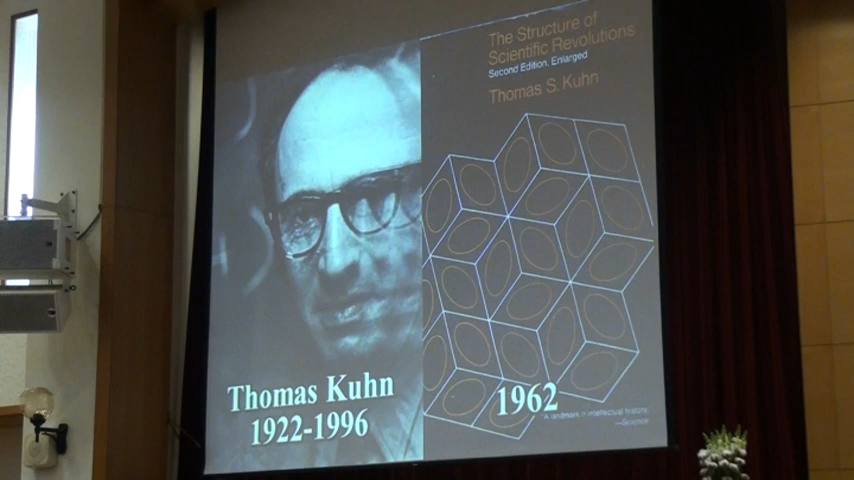 The Structure of
Scientific Revolutions
Second Edition, Enlarged
Thomas S. Kuhn
Thomas Kuhn
1922-1996
1962
"A landmark in intellectual history."
—Science